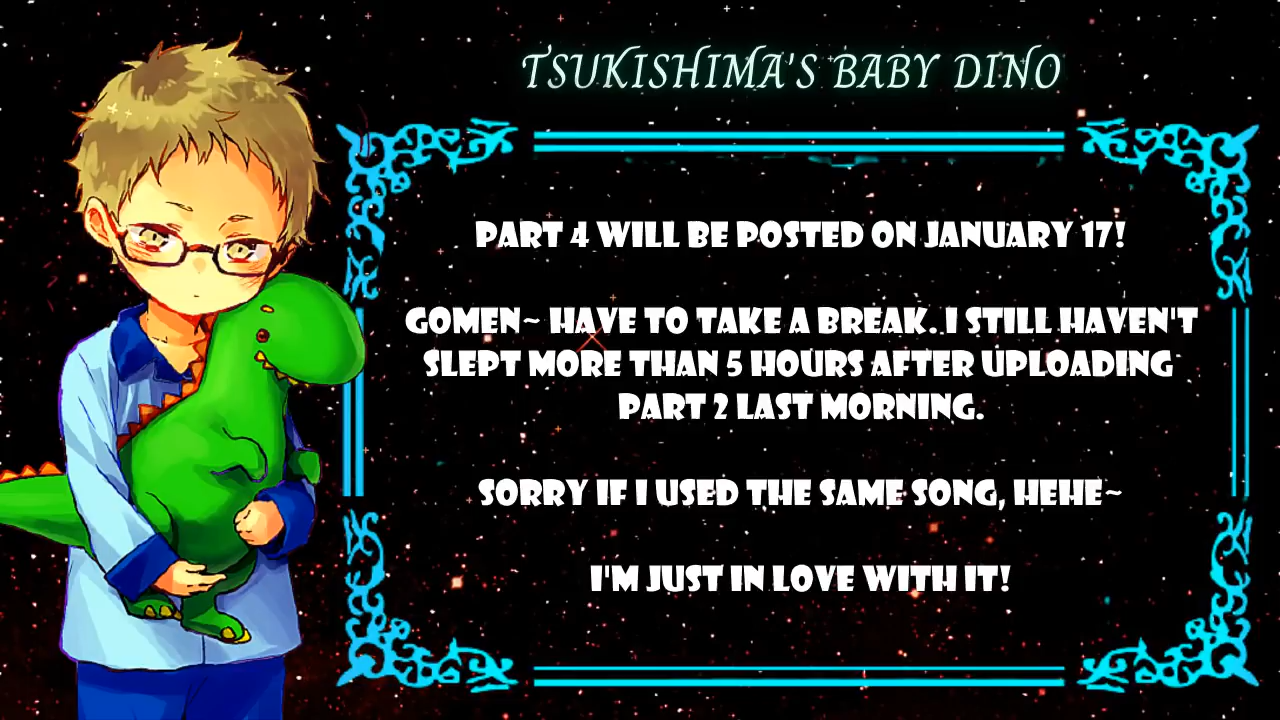 TSUKISHIMA'S BABY DINO
PART 4 WILL BE POSTED ON JANUARY 17!
GOMEN~ HAVE TO TAKE A BREAK.. I STILL HAVEN'T
SLEPT MORE THAN 5 HOURS AFTER UPLOADING
PART 2 LAST MORNING.
SORRY IF I USED THE SAME SONG, HEHE~
I'M JUST IN LOVE WITH IT!